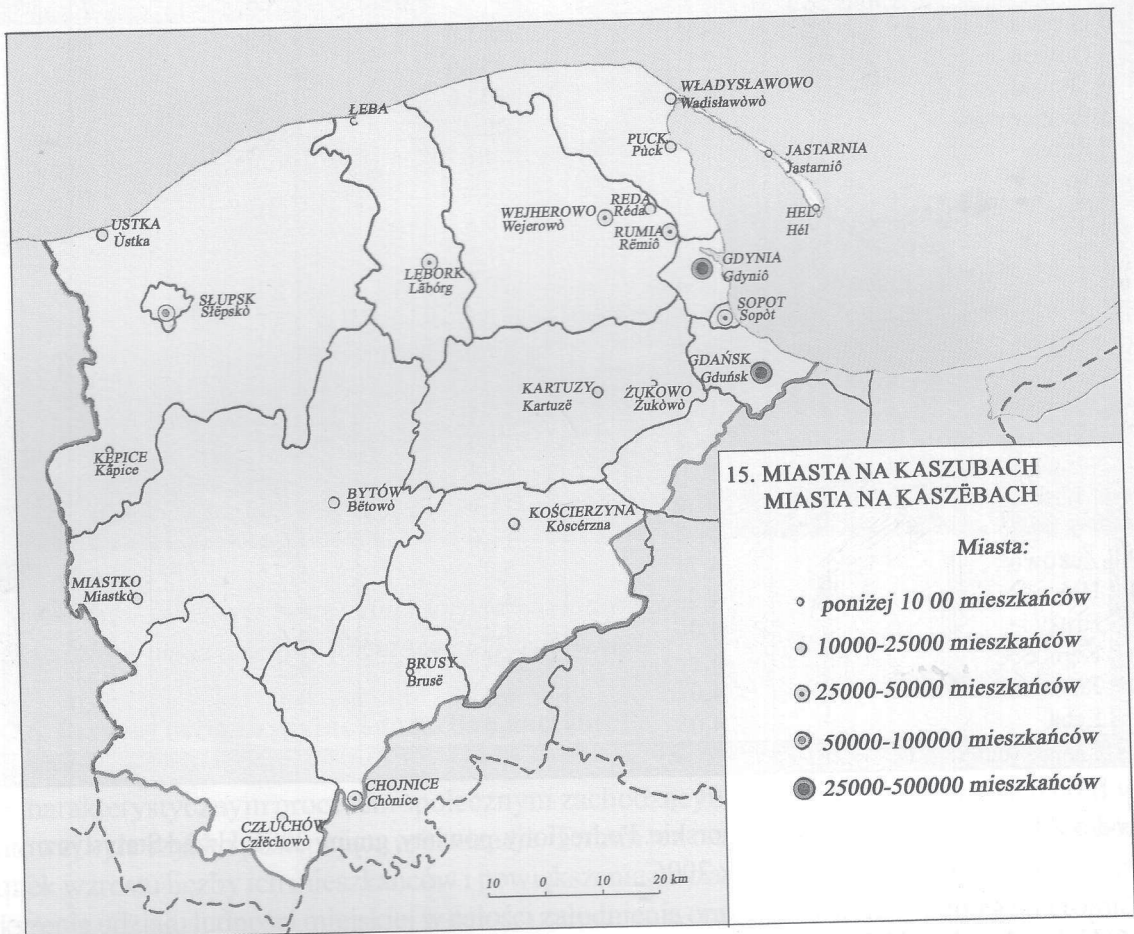 ŁEBA
WŁADYSŁAWOWO
Wadisławòwò
PUCK
Pùck
JASTARNIA
Jastarniô
HEL
Hél
REDA
Réda
WEJHEROWO
Wejerowò
RUMIA
Rëmiô
USTKA
Ùstka
GDYNIA
Gdyniô
LĘBORK
Lãbórg
SŁUPSK
Słëpskò
SOPOT
Sopòt
GDAŃSK
Gduńsk
KARTUZY
Kartuzë
ŻUKOWO
Żukòwò
KĘPICE
Kãpice
BYTÓW
Bëtowò
KOŚCIERZYNA
Kòscérzna
MIASTKO
Miastkò
BRUSY
Brusë
CHOJNICE
Chònice
CZŁUCHÓW
Człëchowò
10 0 10 20 km
15. MIASTA NA KASZUBACH
MIASTA NA KASZËBACH
Miasta:
poniżej 10 00 mieszkańców
10000-25000 mieszkańców
25000-50000 mieszkańców
50000-100000 mieszkańców
25000-500000 mieszkańców